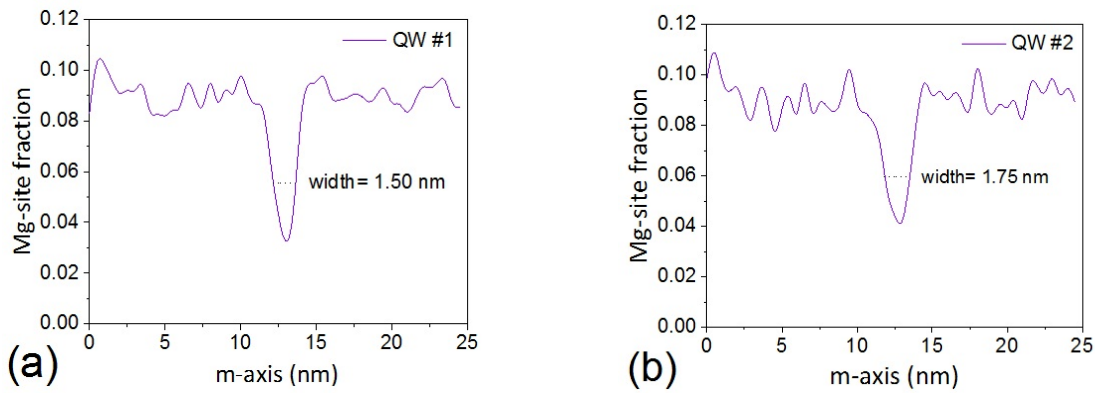 0.12
0.10
0.08
0.06
0.04
0.02
0.00
Mg-site fraction
QW #1
width= 1.50 nm
0 5 10 15 20 25
m-axis (nm)
(a)
0.12
0.10
0.08
0.06
0.04
0.02
0.00
Mg-site fraction
QW #2
width= 1.75 nm
0 5 10 15 20 25
m-axis (nm)
(b)